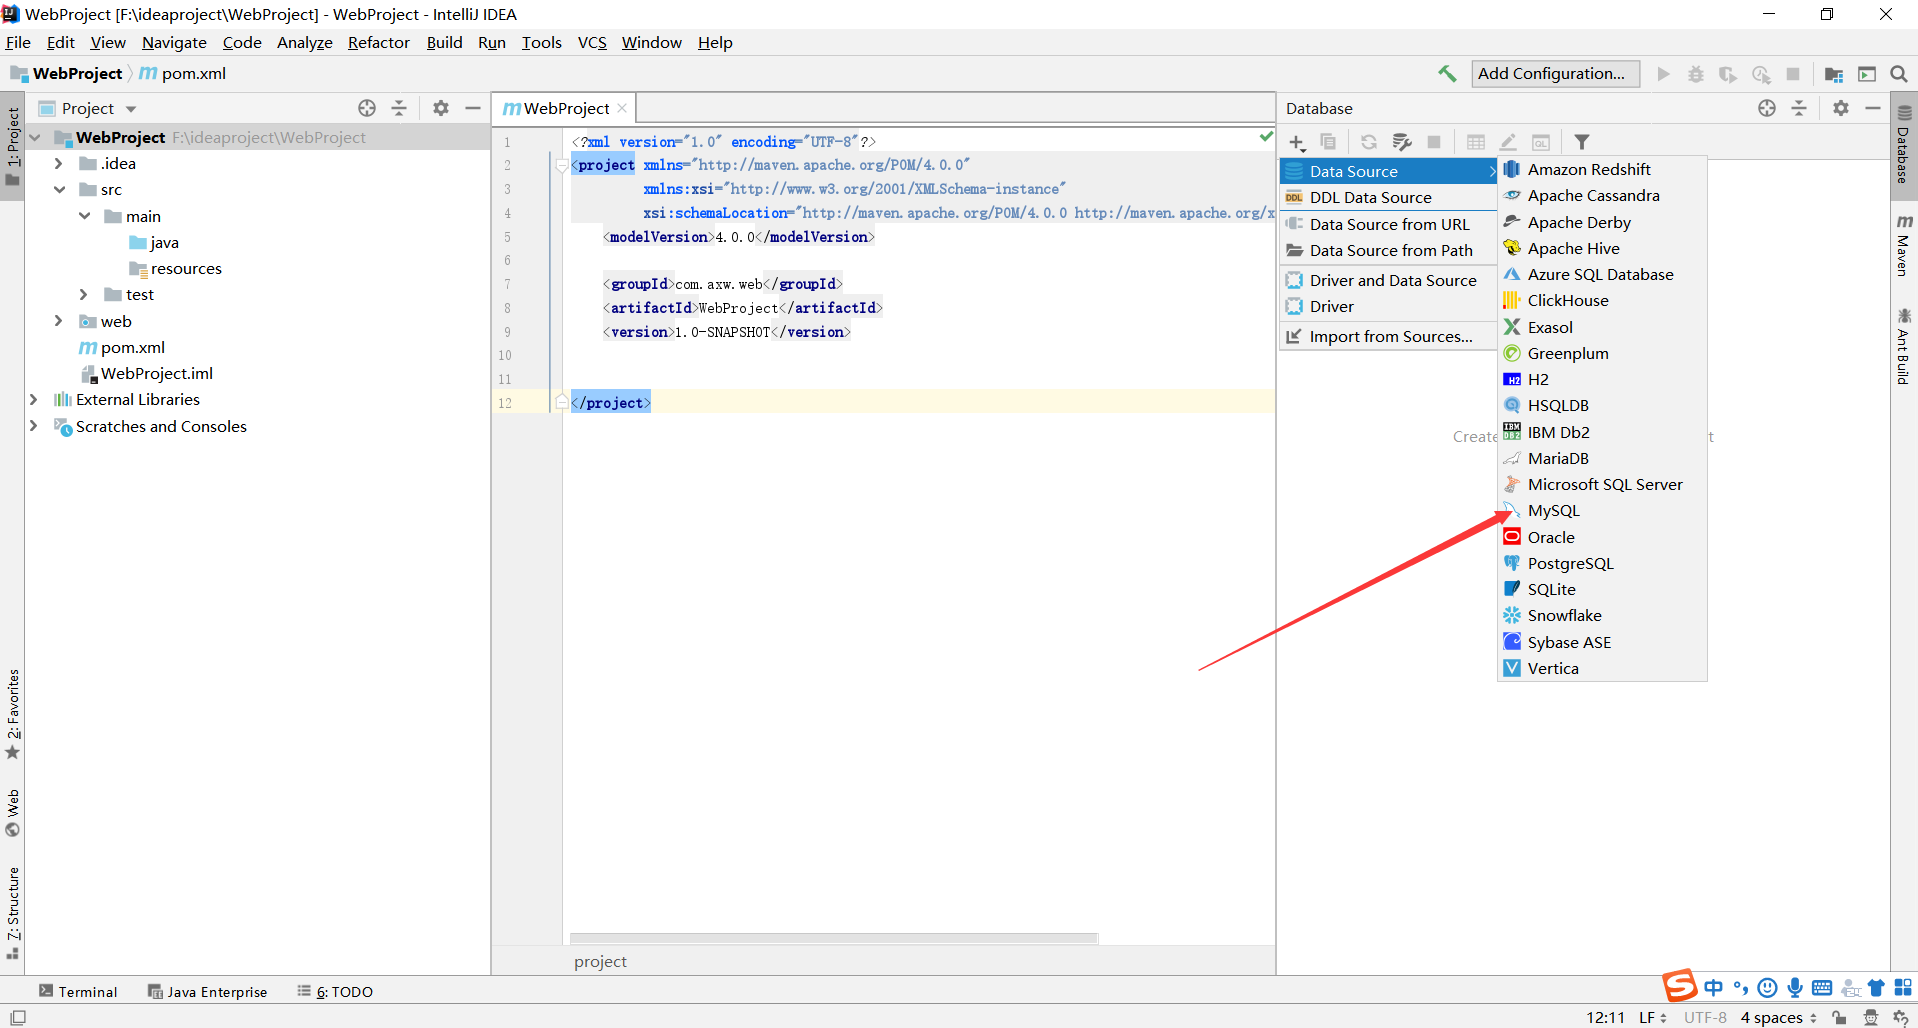 WebProject [F:\ideaproject\WebProject] - WebProject - IntelliJ IDEA
File Edit View Navigate Code Analyze Refactor Build Run Tools VCS Window Help
WebProject pom.xml
Add Configuration...
1: Project
2: Favorites
Web
7: Structure
Project
WebProject F:\ideaproject\WebProject
.idea
src
main
java
resources
test
web
pom.xml
WebProject.iml
External Libraries
Scratches and Consoles
WebProject
1 <?xml version="1.0" encoding="UTF-8"?>
2 <project xmlns="http://maven.apache.org/POM/4.0.0"
3 xmlns:xsi="http://www.w3.org/2001/XMLSchema-instance"
4 xsi:schemaLocation="http://maven.apache.org/POM/4.0.0 http://maven.apache.org/x
5 <modelVersion>4.0.0</modelVersion>
6
7 <groupId>com.axw.web</groupId>
8 <artifactId>WebProject</artifactId>
9 <version>1.0-SNAPSHOT</version>
10
11
12 </project>
project
Database
Data Source
DDL Data Source
Data Source from URL
Data Source from Path
Driver and Data Source
Driver
Import from Sources...
Create
t
Amazon Redshift
Apache Cassandra
Apache Derby
Apache Hive
Azure SQL Database
ClickHouse
Exasol
Greenplum
H2
HSQLDB
IBM Db2
MariaDB
Microsoft SQL Server
MySQL
Oracle
PostgreSQL
SQLite
Snowflake
Sybase ASE
Vertica
Database
Maven
Ant Build
Terminal Java Enterprise 6: TODO
中
12:11 LF UTF-8 4 spaces